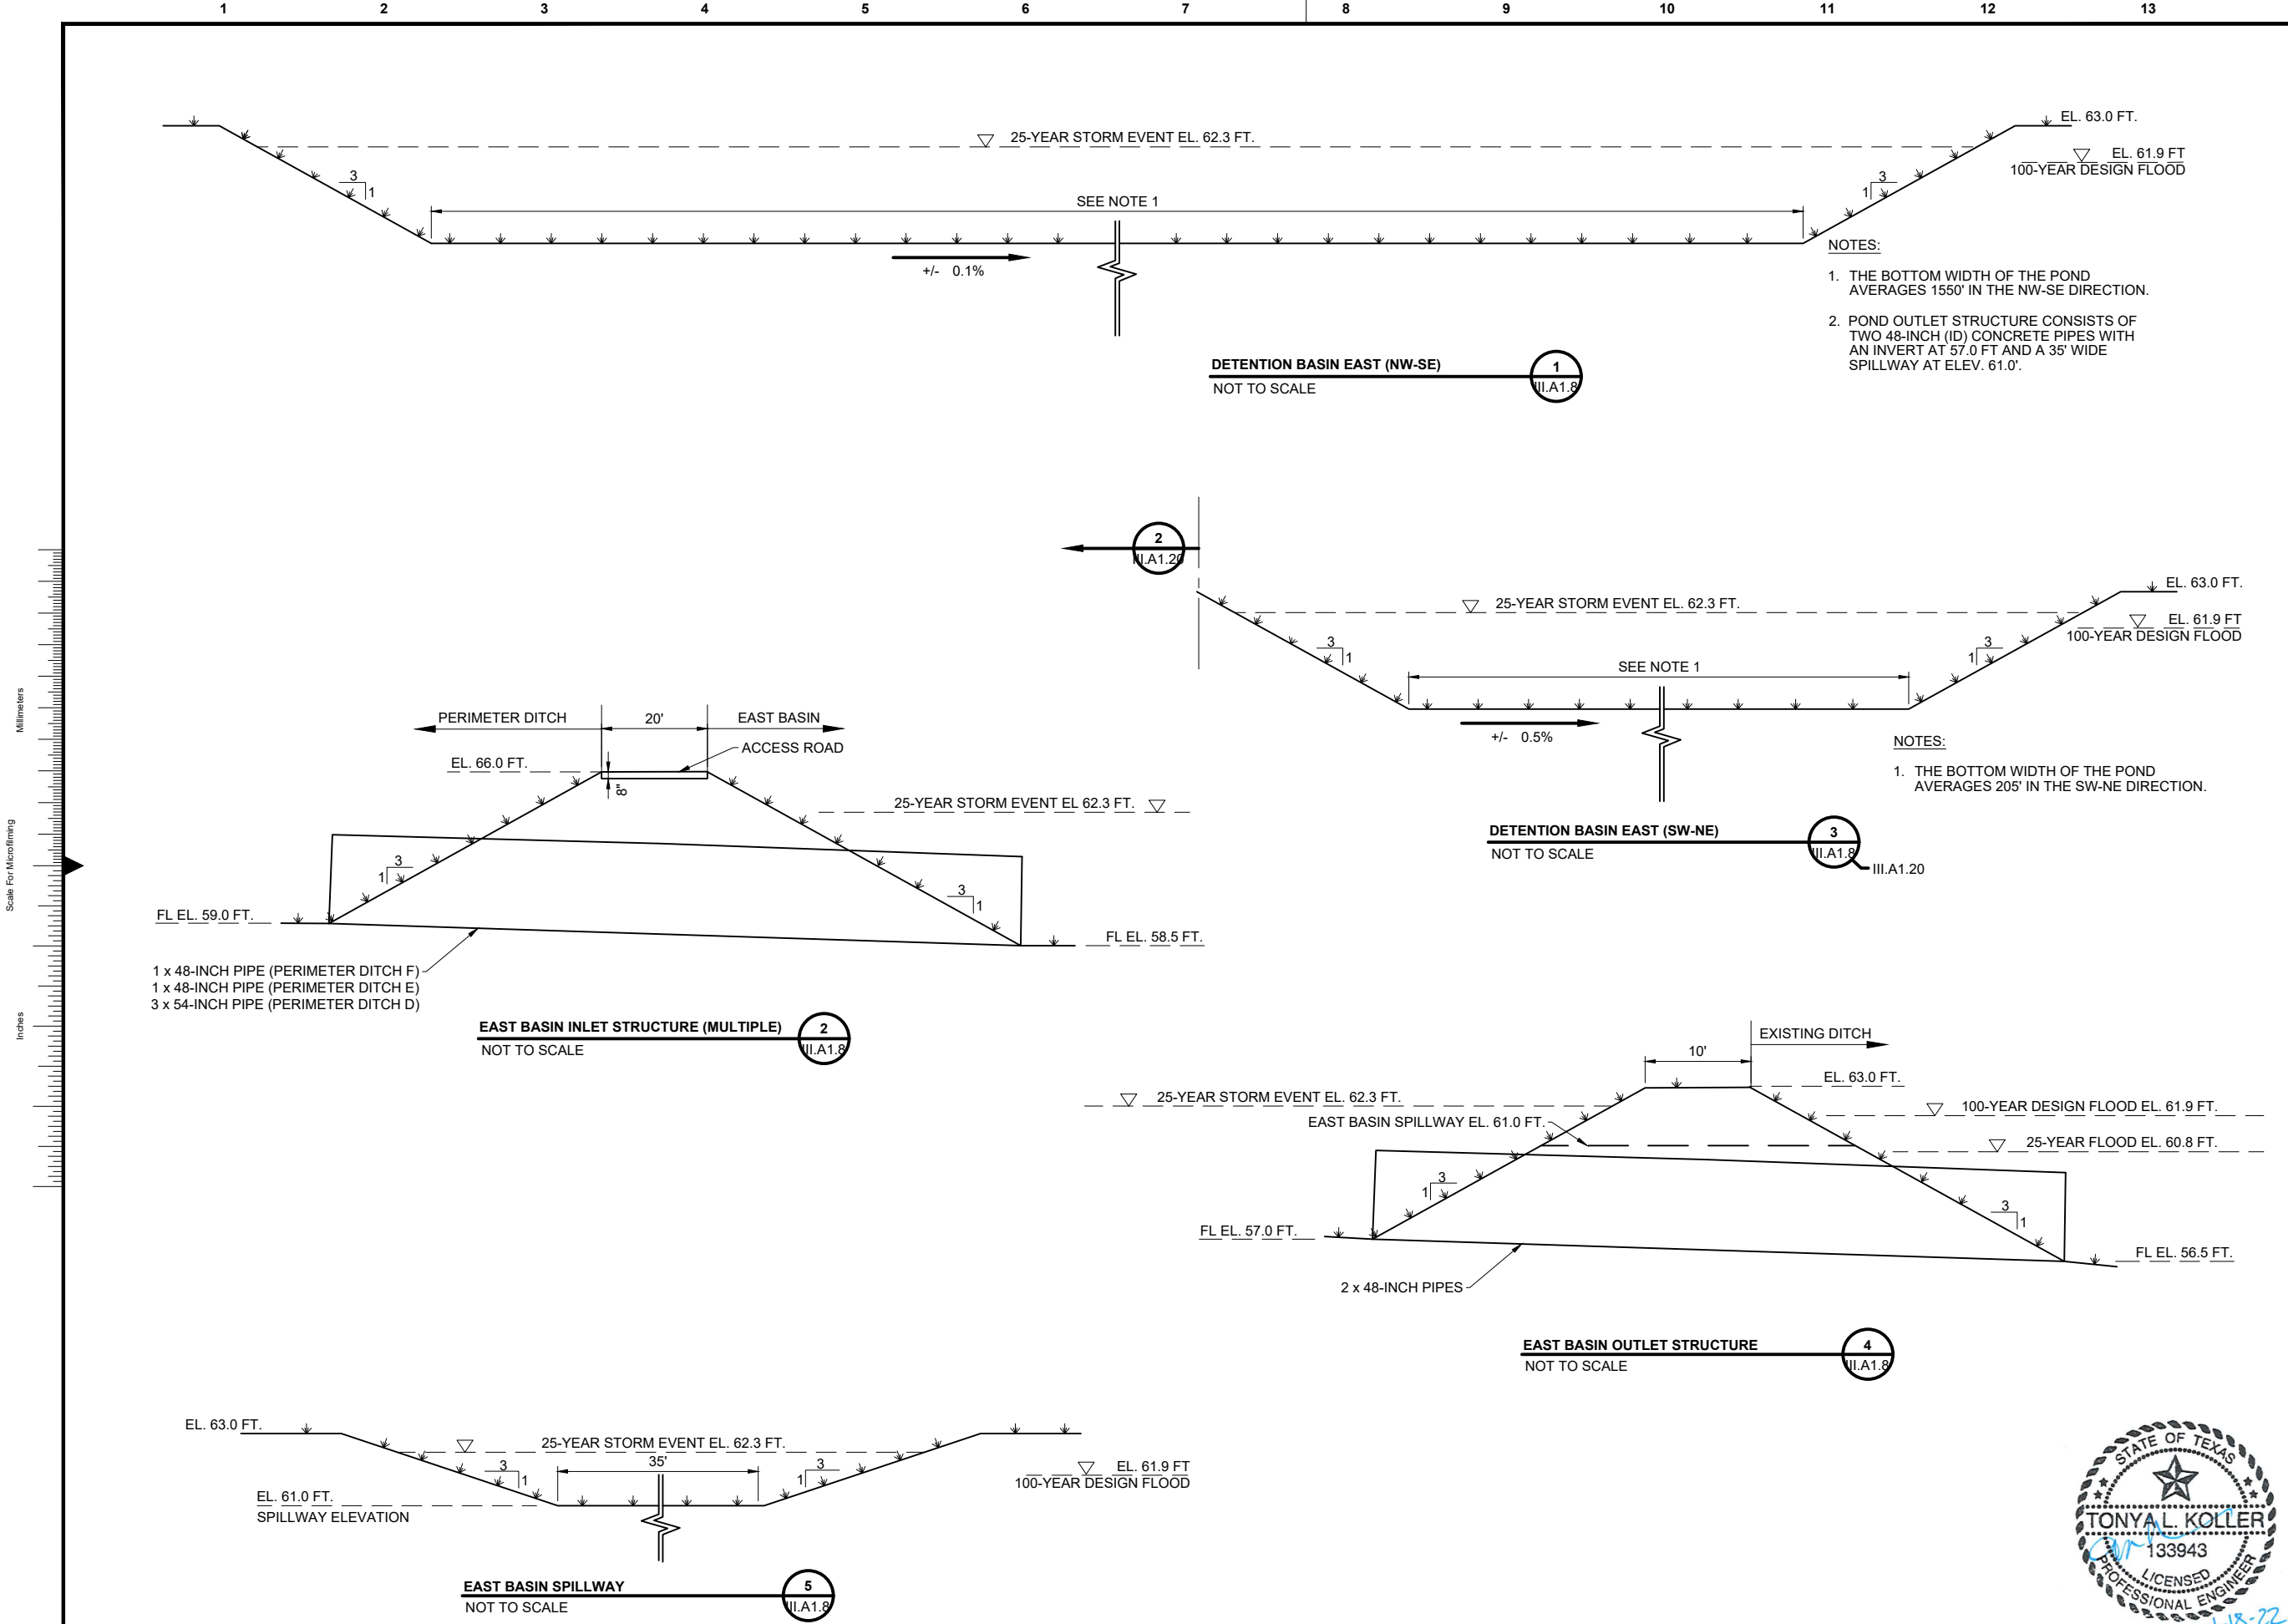 1 2 3 4 5 6 7 8 9 10 11 12 13
25-YEAR STORM EVENT EL. 62.3 FT.
EL. 63.0 FT.
EL. 61.9 FT
100-YEAR DESIGN FLOOD
3
1
3
1
SEE NOTE 1
+/- 0.1%
NOTES:
1. THE BOTTOM WIDTH OF THE POND
AVERAGES 1550' IN THE NW-SE DIRECTION.
2. POND OUTLET STRUCTURE CONSISTS OF
TWO 48-INCH (ID) CONCRETE PIPES WITH
AN INVERT AT 57.0 FT AND A 35' WIDE
SPILLWAY AT ELEV. 61.0'.
DETENTION BASIN EAST (NW-SE)
NOT TO SCALE
1
III.A1.8
2
III.A1.20
25-YEAR STORM EVENT EL. 62.3 FT.
EL. 63.0 FT.
EL. 61.9 FT
100-YEAR DESIGN FLOOD
3
1
3
1
SEE NOTE 1
+/- 0.5%
NOTES:
1. THE BOTTOM WIDTH OF THE POND
AVERAGES 205' IN THE SW-NE DIRECTION.
DETENTION BASIN EAST (SW-NE)
NOT TO SCALE
3
III.A1.8
III.A1.20
PERIMETER DITCH
20'
EAST BASIN
ACCESS ROAD
EL. 66.0 FT.
8"
25-YEAR STORM EVENT EL 62.3 FT.
3
1
3
1
FL EL. 59.0 FT.
FL EL. 58.5 FT.
1 x 48-INCH PIPE (PERIMETER DITCH F)
1 x 48-INCH PIPE (PERIMETER DITCH E)
3 x 54-INCH PIPE (PERIMETER DITCH D)
EAST BASIN INLET STRUCTURE (MULTIPLE)
NOT TO SCALE
2
III.A1.8
EXISTING DITCH
10'
EL. 63.0 FT.
25-YEAR STORM EVENT EL. 62.3 FT.
100-YEAR DESIGN FLOOD EL. 61.9 FT.
EAST BASIN SPILLWAY EL. 61.0 FT.
25-YEAR FLOOD EL. 60.8 FT.
3
1
3
1
FL EL. 57.0 FT.
FL EL. 56.5 FT.
2 x 48-INCH PIPES
EAST BASIN OUTLET STRUCTURE
NOT TO SCALE
4
III.A1.8
EL. 63.0 FT.
25-YEAR STORM EVENT EL. 62.3 FT.
35'
3
1
3
1
EL. 61.9 FT
100-YEAR DESIGN FLOOD
EL. 61.0 FT.
SPILLWAY ELEVATION
EAST BASIN SPILLWAY
NOT TO SCALE
5
III.A1.8
Millimeters
Scale For Microfilming
Inches
STATE OF TEXAS
TONYA L. KOLLER
133943
LICENSED
PROFESSIONAL ENGINEER